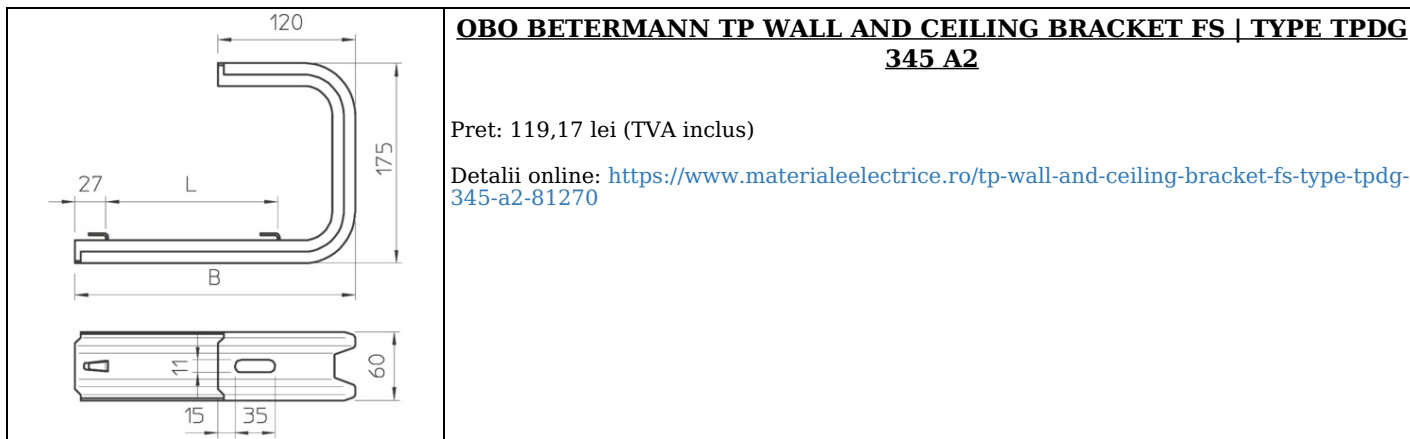 120
175
27
L
B
11
60
15
35
OBO BETERMANN TP WALL AND CEILING BRACKET FS | TYPE TPDG
345 A2
Pret: 119,17 lei (TVA inclus)
Detalii online: https://www.materialeelectrice.ro/tp-wall-and-ceiling-bracket-fs-type-tpdg-
345-a2-81270